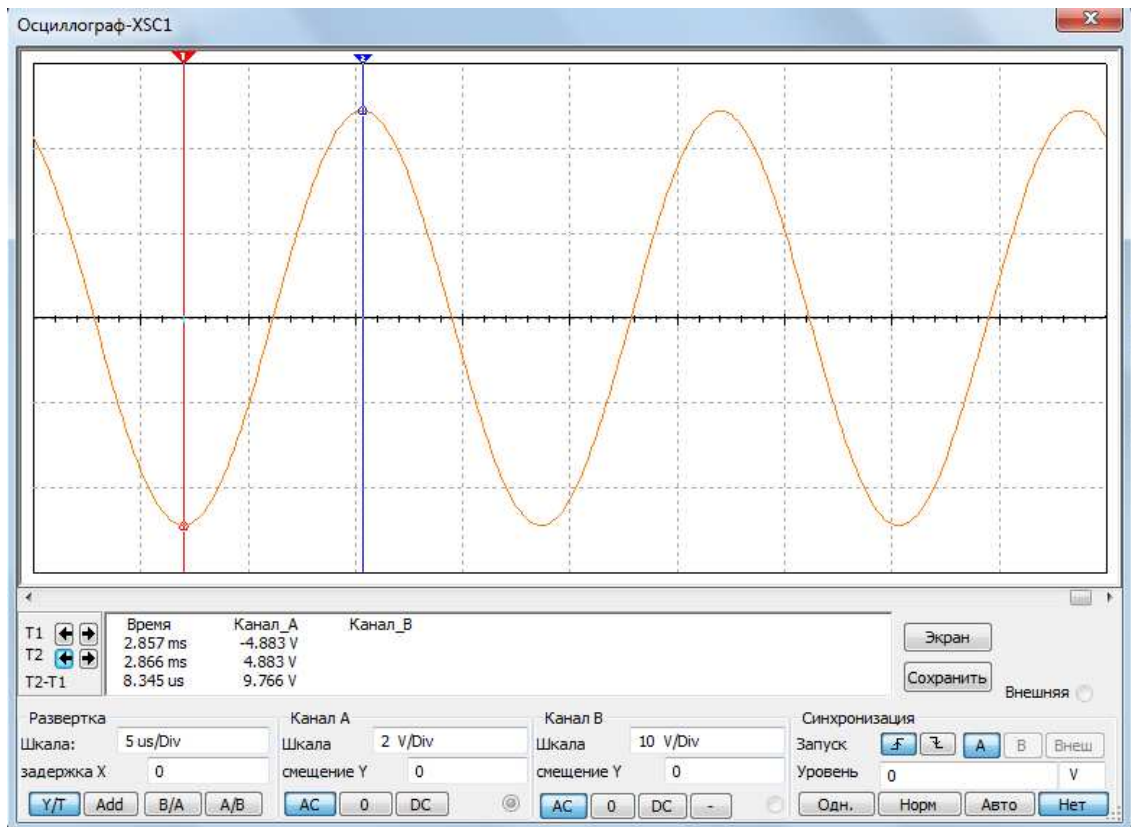 Осциллограф-XSC1
1 2
T1 Время Канал_A Канал_B
2.857 ms -4.883 V
T2 2.866 ms 4.883 V
T2-T1 8.345 us 9.766 V
Экран
Сохранить
Внешняя
Развертка Канал A Канал B Синхронизация
Шкала: 5 us/Div Шкала 2 V/Div Шкала 10 V/Div Запуск A B Внеш
задержка X 0 смещение Y 0 смещение Y 0 Уровень 0 V
Y/T Add B/A A/B AC 0 DC AC 0 DC - Одн. Норм Авто Нет